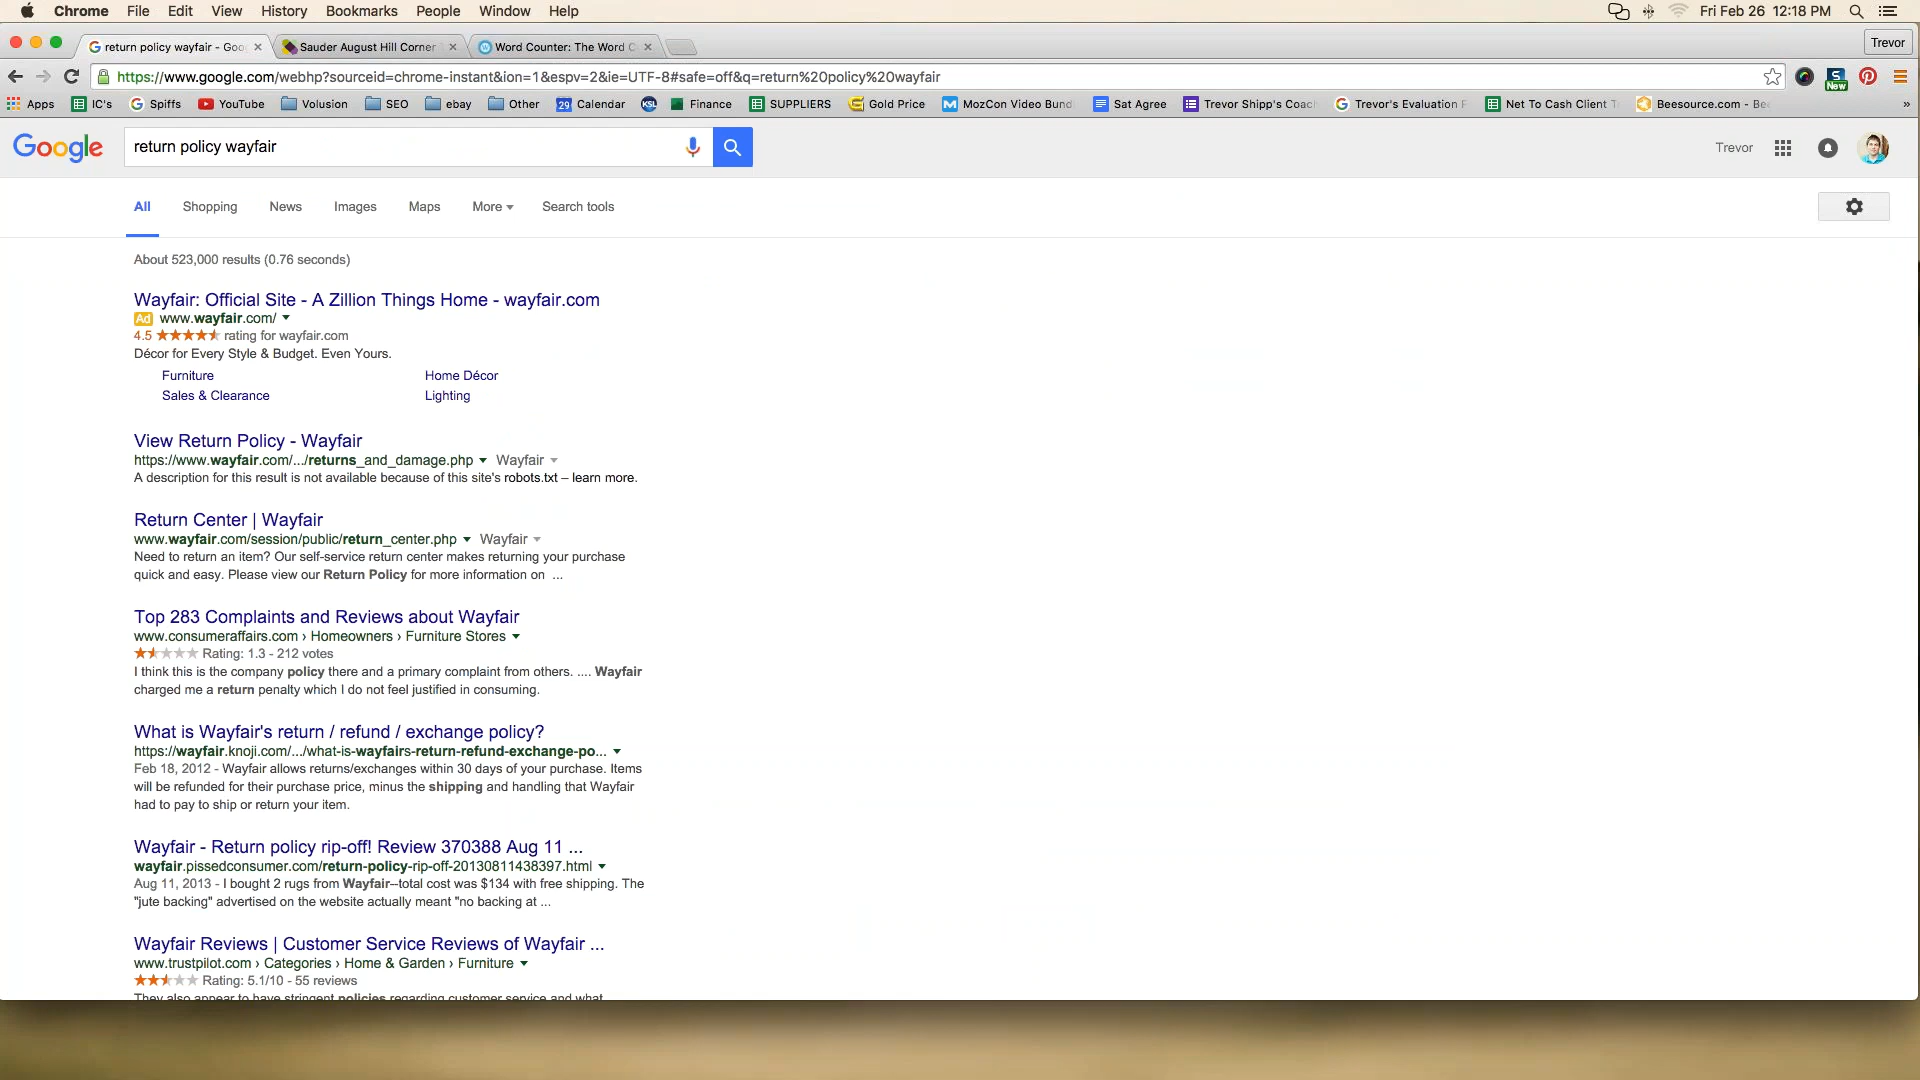 Chrome File Edit View History Bookmarks People Window Help Fri Feb 26 12:18 PM
return policy wayfair - Goo Sauder August Hill Corner Word Counter: The Word C Trevor
https://www.google.com/webhp?sourceid=chrome-instant&ion=1&espv=2&ie=UTF-8#safe=off&q=return%20policy%20wayfair S New
Apps IC's Spiffs YouTube Volusion SEO ebay Other 29 Calendar KSL Finance SUPPLIERS Gold Price MozCon Video Bund Sat Agree Trevor Shipp's Coac Trevor's Evaluation F Net To Cash Client T Beesource.com - Be »
Google return policy wayfair Trevor
All Shopping News Images Maps More Search tools
About 523,000 results (0.76 seconds)
Wayfair: Official Site - A Zillion Things Home - wayfair.com
Ad www.wayfair.com/
4.5 rating for wayfair.com
Décor for Every Style & Budget. Even Yours.
Furniture Home Décor
Sales & Clearance Lighting
View Return Policy - Wayfair
https://www.wayfair.com/.../returns_and_damage.php Wayfair
A description for this result is not available because of this site's robots.txt – learn more.
Return Center | Wayfair
www.wayfair.com/session/public/return_center.php Wayfair
Need to return an item? Our self-service return center makes returning your purchase
quick and easy. Please view our Return Policy for more information on ...
Top 283 Complaints and Reviews about Wayfair
www.consumeraffairs.com › Homeowners › Furniture Stores
Rating: 1.3 - 212 votes
I think this is the company policy there and a primary complaint from others. .... Wayfair
charged me a return penalty which I do not feel justified in consuming.
What is Wayfair's return / refund / exchange policy?
https://wayfair.knoji.com/.../what-is-wayfairs-return-refund-exchange-po...
Feb 18, 2012 - Wayfair allows returns/exchanges within 30 days of your purchase. Items
will be refunded for their purchase price, minus the shipping and handling that Wayfair
had to pay to ship or return your item.
Wayfair - Return policy rip-off! Review 370388 Aug 11 ...
wayfair.pissedconsumer.com/return-policy-rip-off-20130811438397.html
Aug 11, 2013 - I bought 2 rugs from Wayfair--total cost was $134 with free shipping. The
"jute backing" advertised on the website actually meant "no backing at ...
Wayfair Reviews | Customer Service Reviews of Wayfair ...
www.trustpilot.com › Categories › Home & Garden › Furniture
Rating: 5.1/10 - 55 reviews
They also appear to have stringent policies regarding customer service and what